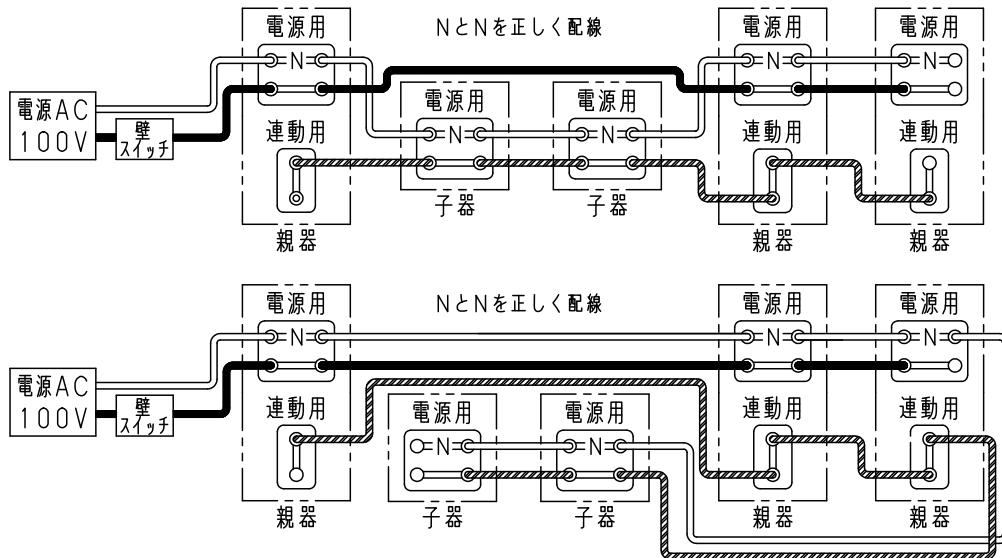 電源用
NとNを正しく配線
電源用
電源用
N
N
N
電源AC
100V
壁
スイッチ
電源用
電源用
連動用
N
N
連動用
連動用
子器
子器
親器
親器
親器
電源用
NとNを正しく配線
電源用
電源用
N
N
N
電源AC
100V
壁
スイッチ
連動用
電源用
電源用
連動用
連動用
N
N
親器
子器
子器
親器
親器